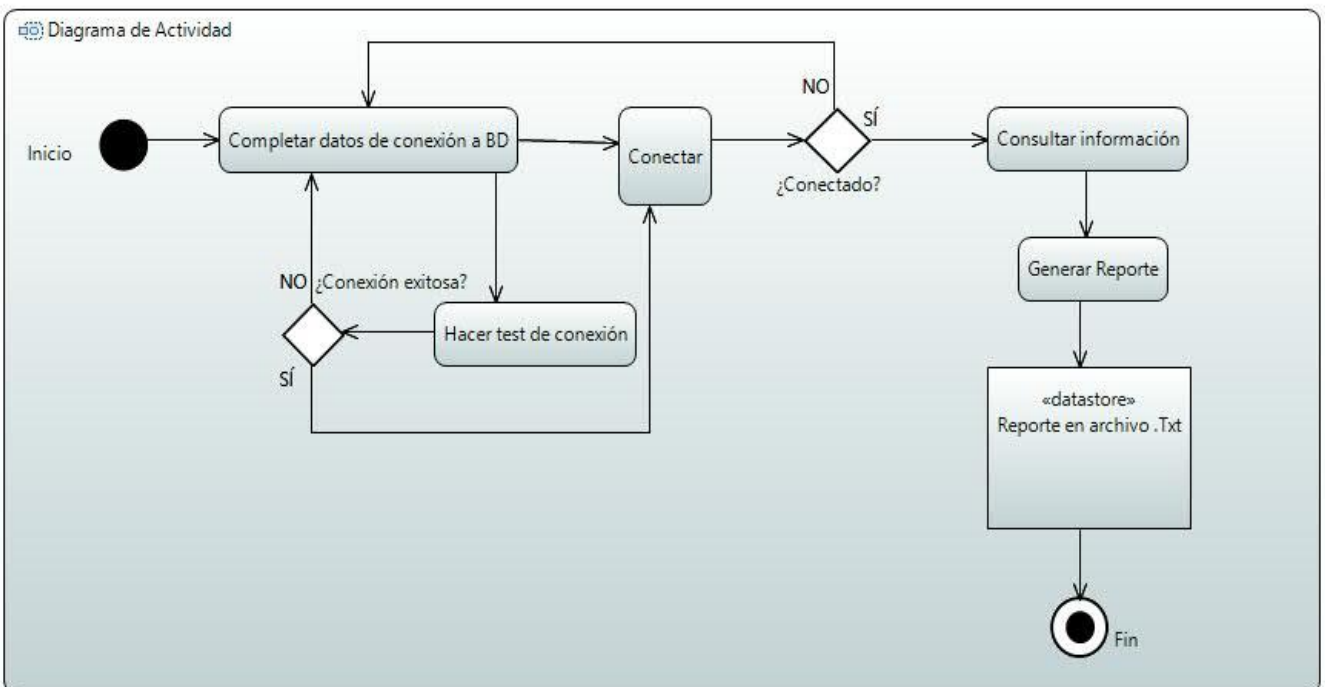 Diagrama de Actividad
NO
SÍ
Inicio
Completar datos de conexión a BD
Conectar
¿Conectado?
Consultar información
Generar Reporte
NO
¿Conexión exitosa?
Hacer test de conexión
SÍ
«datastore»
Reporte en archivo .Txt
Fin